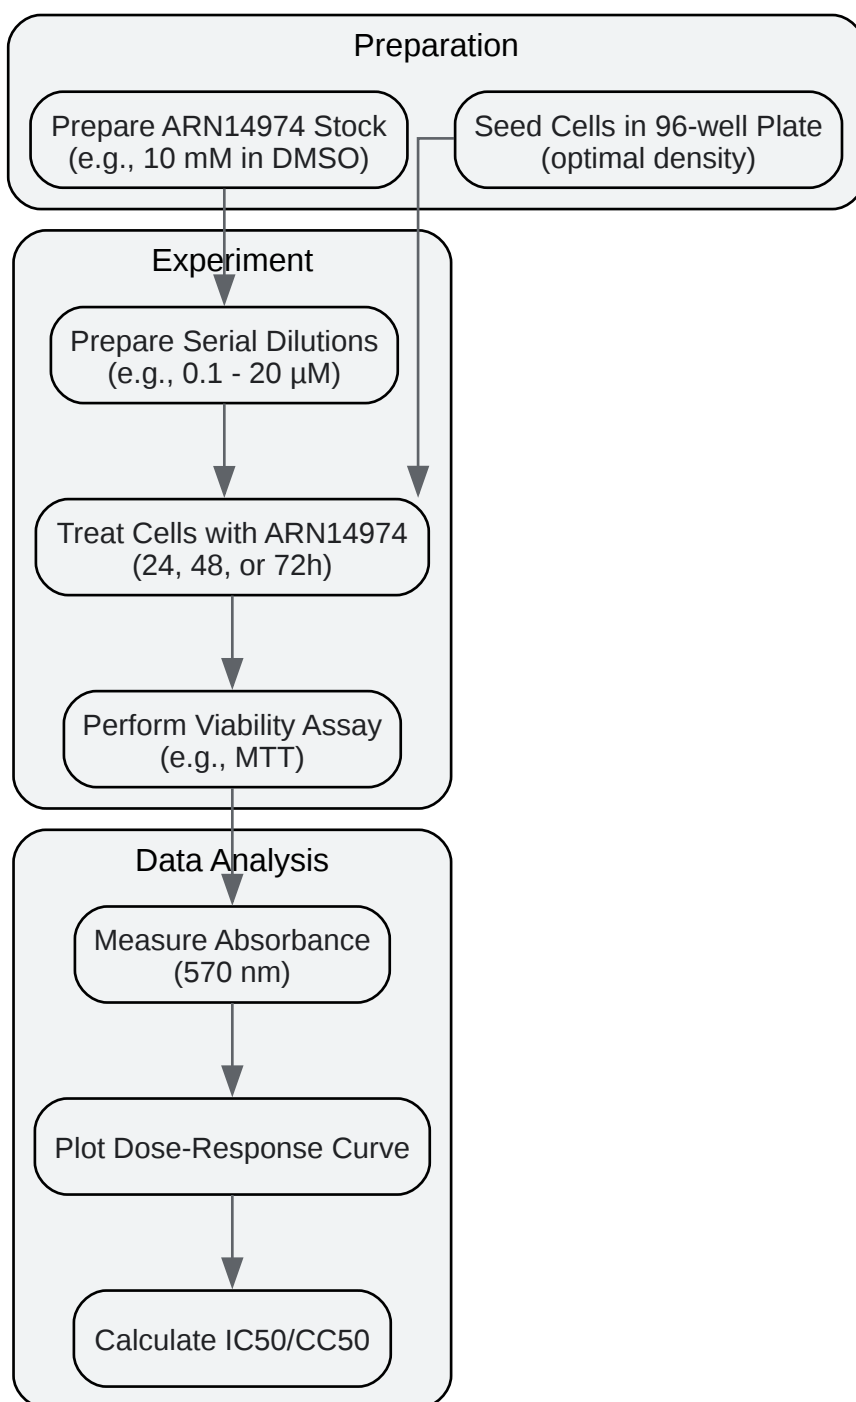 Preparation
Prepare ARN14974 Stock
(e.g., 10 mM in DMSO)
Seed Cells in 96-well Plate
(optimal density)
Experiment
Prepare Serial Dilutions
(e.g., 0.1 - 20 µM)
Treat Cells with ARN14974
(24, 48, or 72h)
Perform Viability Assay
(e.g., MTT)
Data Analysis
Measure Absorbance
(570 nm)
Plot Dose-Response Curve
Calculate IC50/CC50